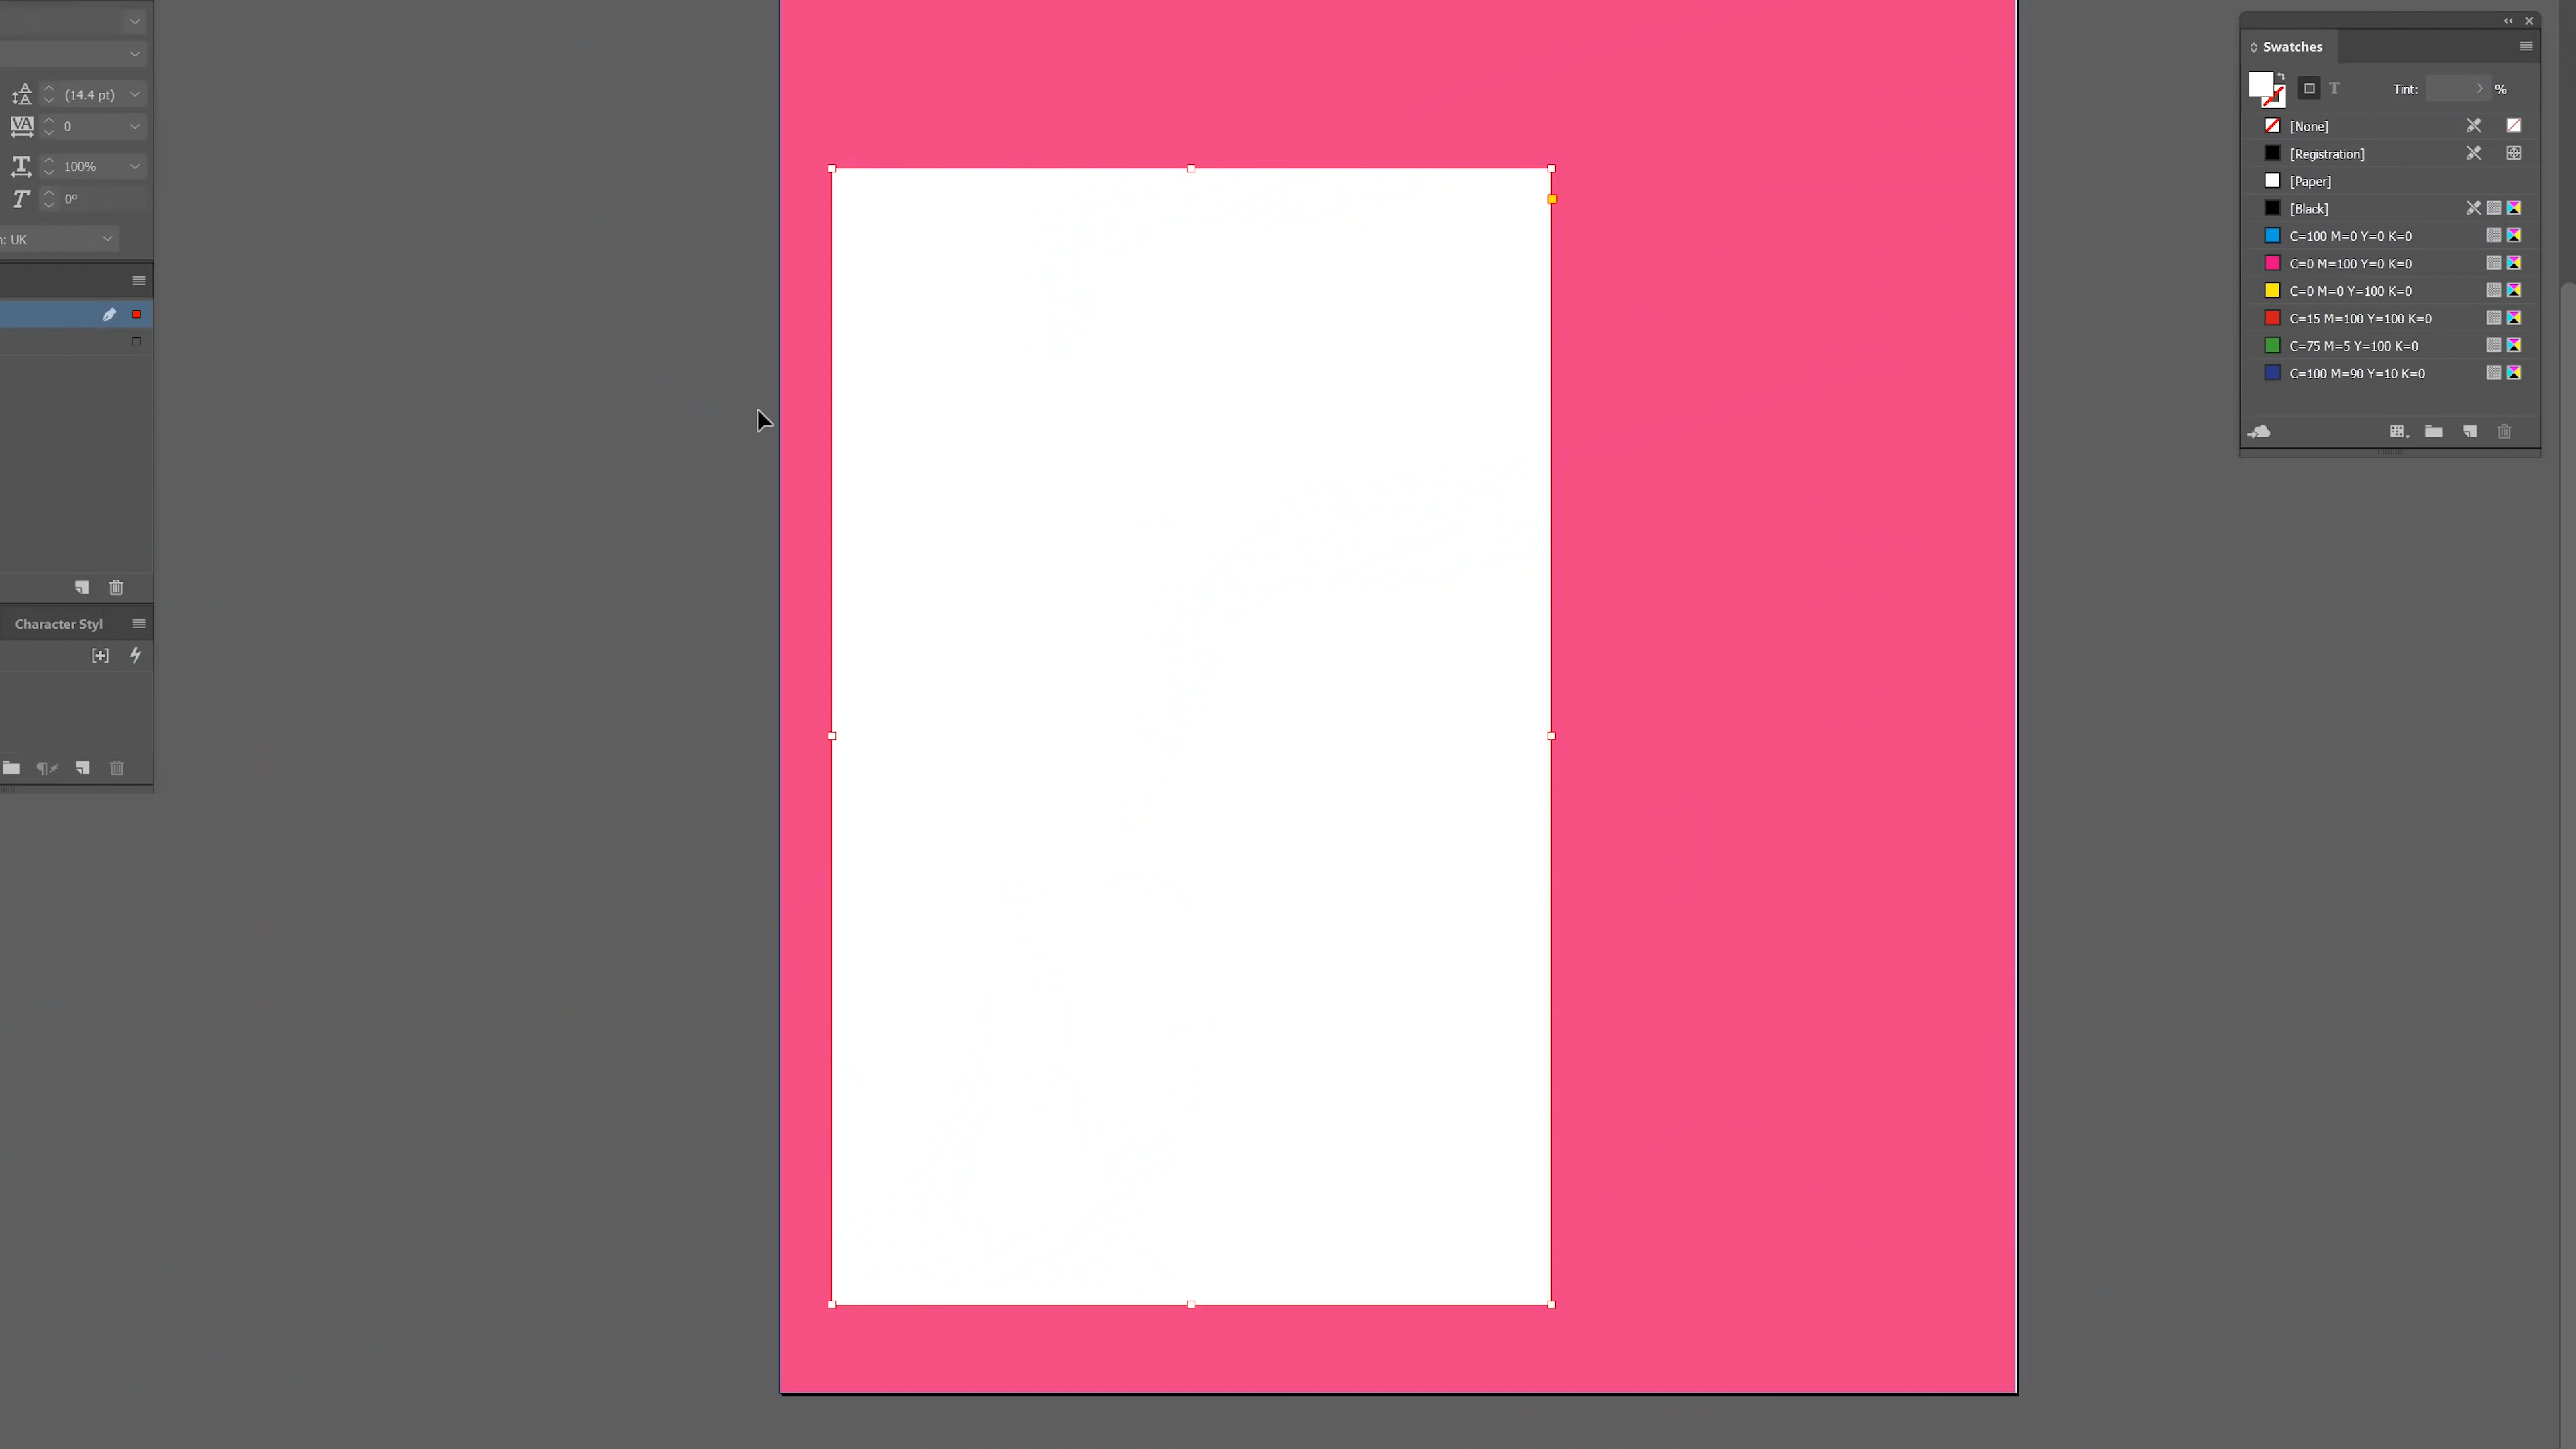 (14.4 pt)
0
100%
0°
n: UK
Character Styl
Swatches
T
Tint:
%
[None]
[Registration]
[Paper]
[Black]
C=100 M=0 Y=0 K=0
C=0 M=100 Y=0 K=0
C=0 M=0 Y=100 K=0
C=15 M=100 Y=100 K=0
C=75 M=5 Y=100 K=0
C=100 M=90 Y=10 K=0